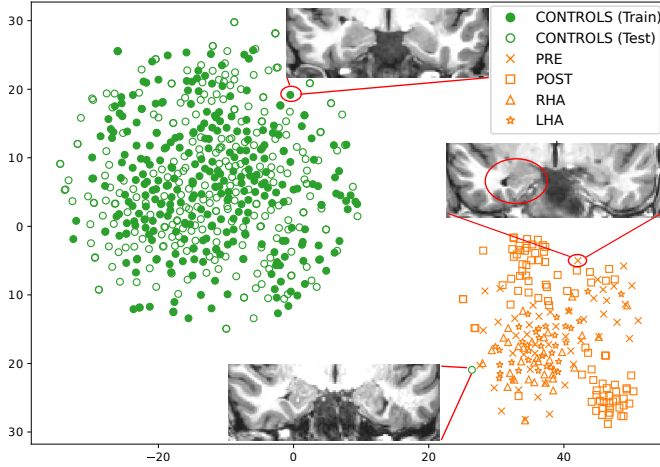 CONTROLS (Train)
CONTROLS (Test)
PRE
POST
RHA
LHA
30
20
10
0
10
20
30
−20
0
20
40